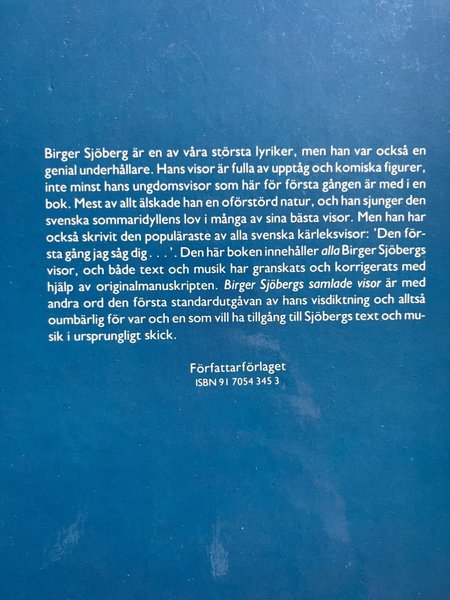 Birger Sjöberg är en av våra största lyriker, men han var också en
genial underhållare. Hans visor är fulla av upptåg och komiska figurer,
inte minst hans ungdomsvisor som här för första gången är med i en
bok. Mest av allt älskade han en oförstörd natur, och han sjunger den
svenska sommaridyllens lov i många av sina bästa visor. Men han har
också skrivit den populäraste av alla svenska kärleksvisor: 'Den för-
sta gång jag såg dig . . .'. Den här boken innehåller alla Birger Sjöbergs
visor, och både text och musik har granskats och korrigerats med
hjälp av originalmanuskripten. Birger Sjöbergs samlade visor är med
andra ord den första standardutgåvan av hans visdiktning och alltså
oumbärlig för var och en som vill ha tillgång till Sjöbergs text och mu-
sik i ursprungligt skick.
Författarförlaget
ISBN 91 7054 345 3